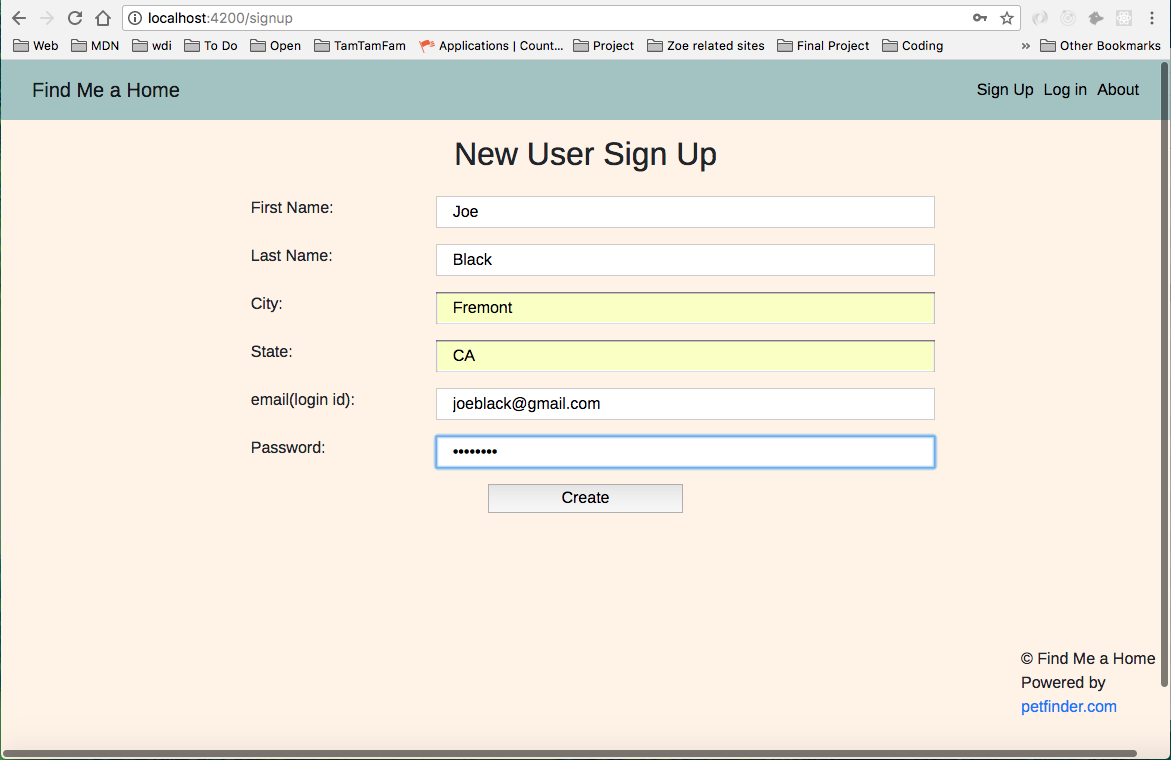 localhost:4200/signup
Web MDN wdi To Do Open TamTamFam Applications | Count... Project Zoe related sites Final Project Coding » Other Bookmarks
Find Me a Home Sign Up Log in About
New User Sign Up
First Name: Joe
Last Name: Black
City: Fremont
State: CA
email(login id): joeblack@gmail.com
Password: ••••••••
Create
© Find Me a Home
Powered by
petfinder.com